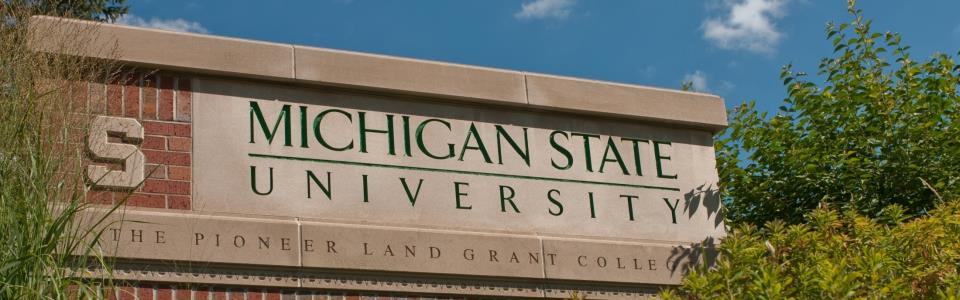 S
MICHIGAN STATE
UNIVERSITY
THE PIONEER LAND GRANT COLLE